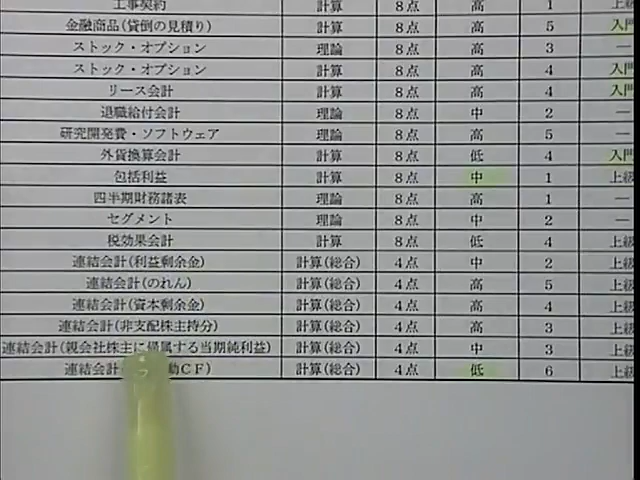 工事契約 計算 8点 高 1 上級
金融商品(貸倒の見積り) 計算 8点 高 5 入門
ストック・オプション 理論 8点 高 3 ―
ストック・オプション 計算 8点 高 4 入門
リース会計 計算 8点 高 4 入門
退職給付会計 理論 8点 中 2 ―
研究開発費・ソフトウェア 理論 8点 高 5 ―
外貨換算会計 計算 8点 低 4 入門
包括利益 計算 8点 中 1 上級
四半期財務諸表 理論 8点 高 1 ―
セグメント 理論 8点 中 2 ―
税効果会計 計算 8点 低 4 上級
連結会計(利益剰余金) 計算(総合) 4点 中 2 上級
連結会計(のれん) 計算(総合) 4点 高 5 上級
連結会計(資本剰余金) 計算(総合) 4点 高 4 上級
連結会計(非支配株主持分) 計算(総合) 4点 高 3 上級
連結会計(親会社株主に帰属する当期純利益) 計算(総合) 4点 中 3 上級
連結会計 動CF) 計算(総合) 4点 低 6 上級